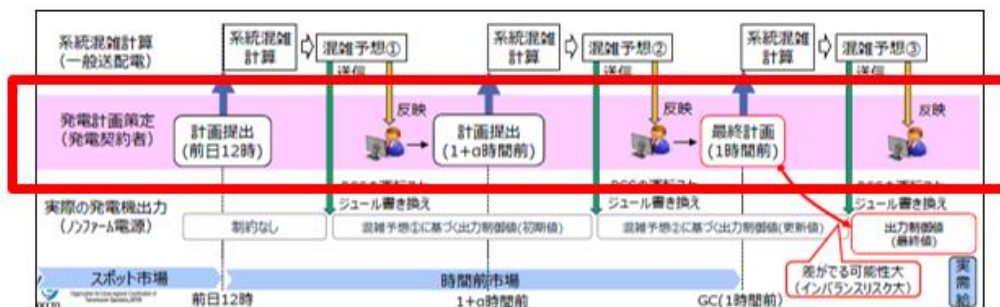 系統混雑計算
(一般送配電)
系統混雑
計算
混雑予想①
系統混雑
計算
混雑予想②
系統混雑
計算
混雑予想③
送信
送信
送信
反映
反映
反映
発電計画策定
(発電契約者)
計画提出
(前日12時)
計画提出
(1+α時間前)
最終計画
(1時間前)
実際の発電機出力
(ノンファーム電源)
ジュール書き換え
ジュール書き換え
ジュール書き換え
制約なし
混雑予想①に基づく出力制御値(初期値)
混雑予想②に基づく出力制御値(更新値)
出力制御値
(最終値)
差がでる可能性大
(インバランスリスク大)
スポット市場
時間前市場
実
需
前日12時
1+α時間前
GC(1時間前)